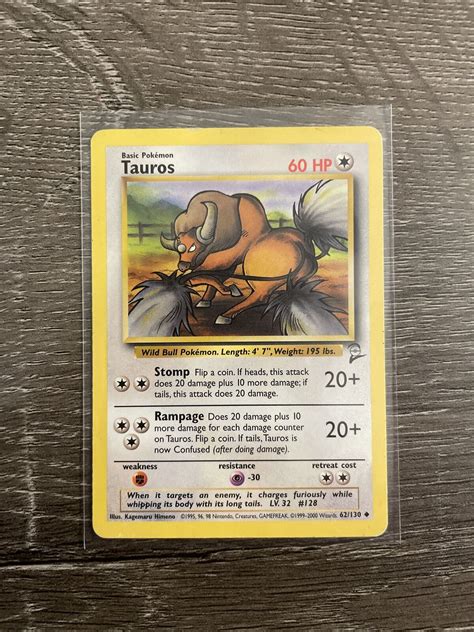 Basic Pokémon
Tauros 60 HP
Wild Bull Pokémon. Length: 4' 7", Weight: 195 lbs.
Stomp Flip a coin. If heads, this attack
does 20 damage plus 10 more damage; if
tails, this attack does 20 damage.
20+
Rampage Does 20 damage plus 10
more damage for each damage counter
on Tauros. Flip a coin. If tails, Tauros is
now Confused (after doing damage).
20+
weakness resistance retreat cost
-30
When it targets an enemy, it charges furiously while
whipping its body with its long tails. LV. 32 #128
Illus. Kagemaru Himeno ©1995, 96, 98 Nintendo, Creatures, GAMEFREAK. ©1999-2000 Wizards. 62/130